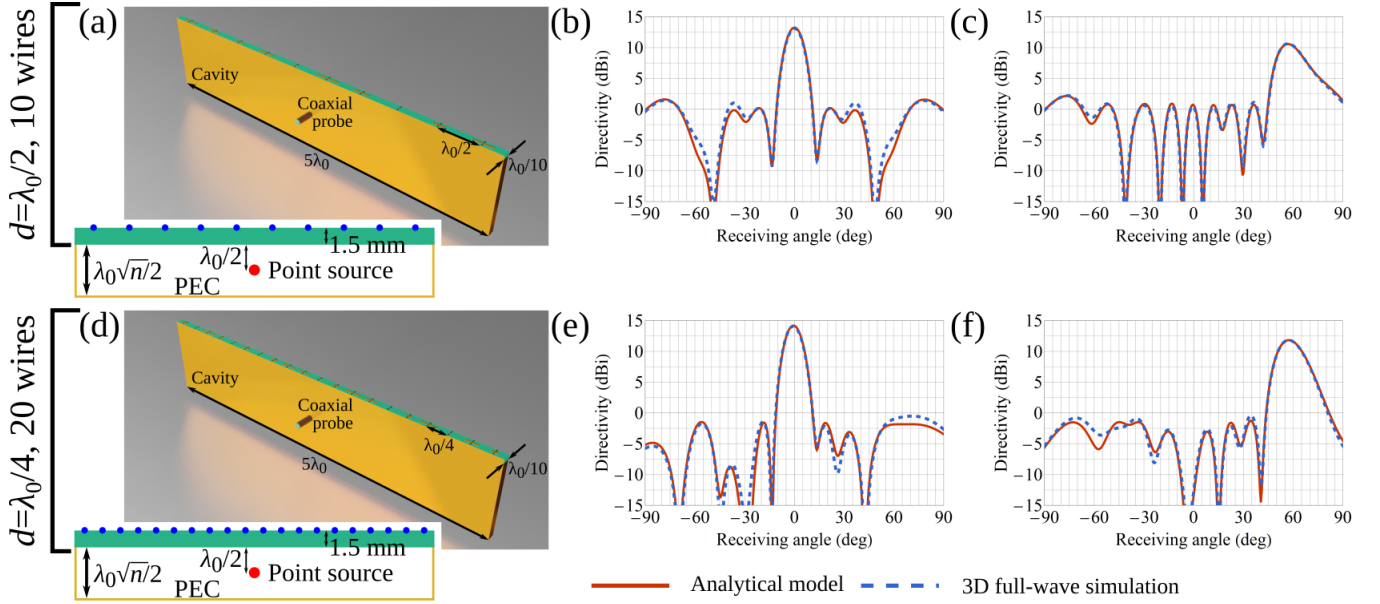 d=λ0/2, 10 wires
(a)
Cavity
Coaxial
probe
λ0/2
5λ0
λ0/10
1.5 mm
λ0/2
λ0√n/2
Point source
PEC
(b)
Directivity (dBi)
15
10
5
0
−5
−10
−15
−90 −60 −30 0 30 60 90
Receiving angle (deg)
(c)
Directivity (dBi)
15
10
5
0
−5
−10
−15
−90 −60 −30 0 30 60 90
Receiving angle (deg)
d=λ0/4, 20 wires
(d)
Cavity
Coaxial
probe
λ0/4
5λ0
λ0/10
1.5 mm
λ0/2
λ0√n/2
Point source
PEC
(e)
Directivity (dBi)
15
10
5
0
−5
−10
−15
−90 −60 −30 0 30 60 90
Receiving angle (deg)
(f)
Directivity (dBi)
15
10
5
0
−5
−10
−15
−90 −60 −30 0 30 60 90
Receiving angle (deg)
Analytical model
3D full-wave simulation